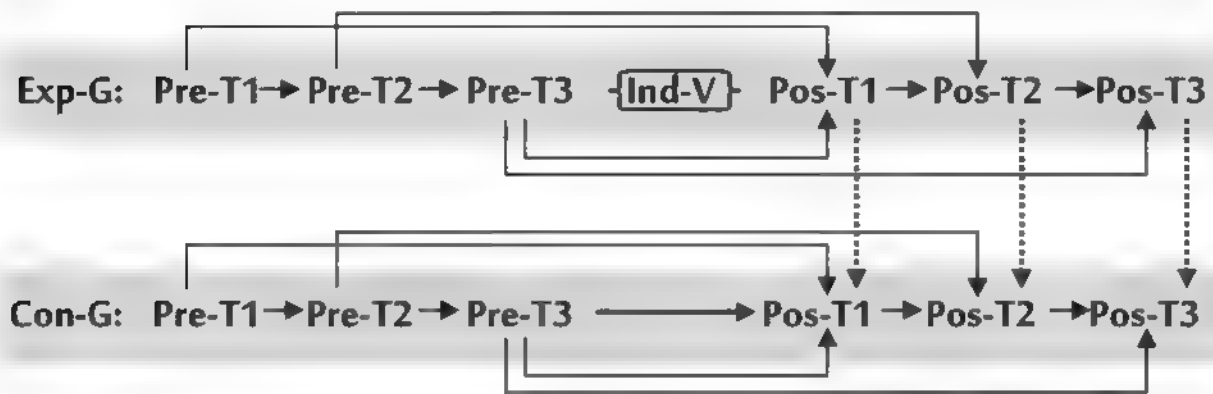 Exp-G: Pre-T1 Pre-T2 Pre-T3 {Ind-V} Pos-T1 Pos-T2 Pos-T3
Con-G: Pre-T1 Pre-T2 Pre-T3 Pos-T1 Pos-T2 Pos-T3